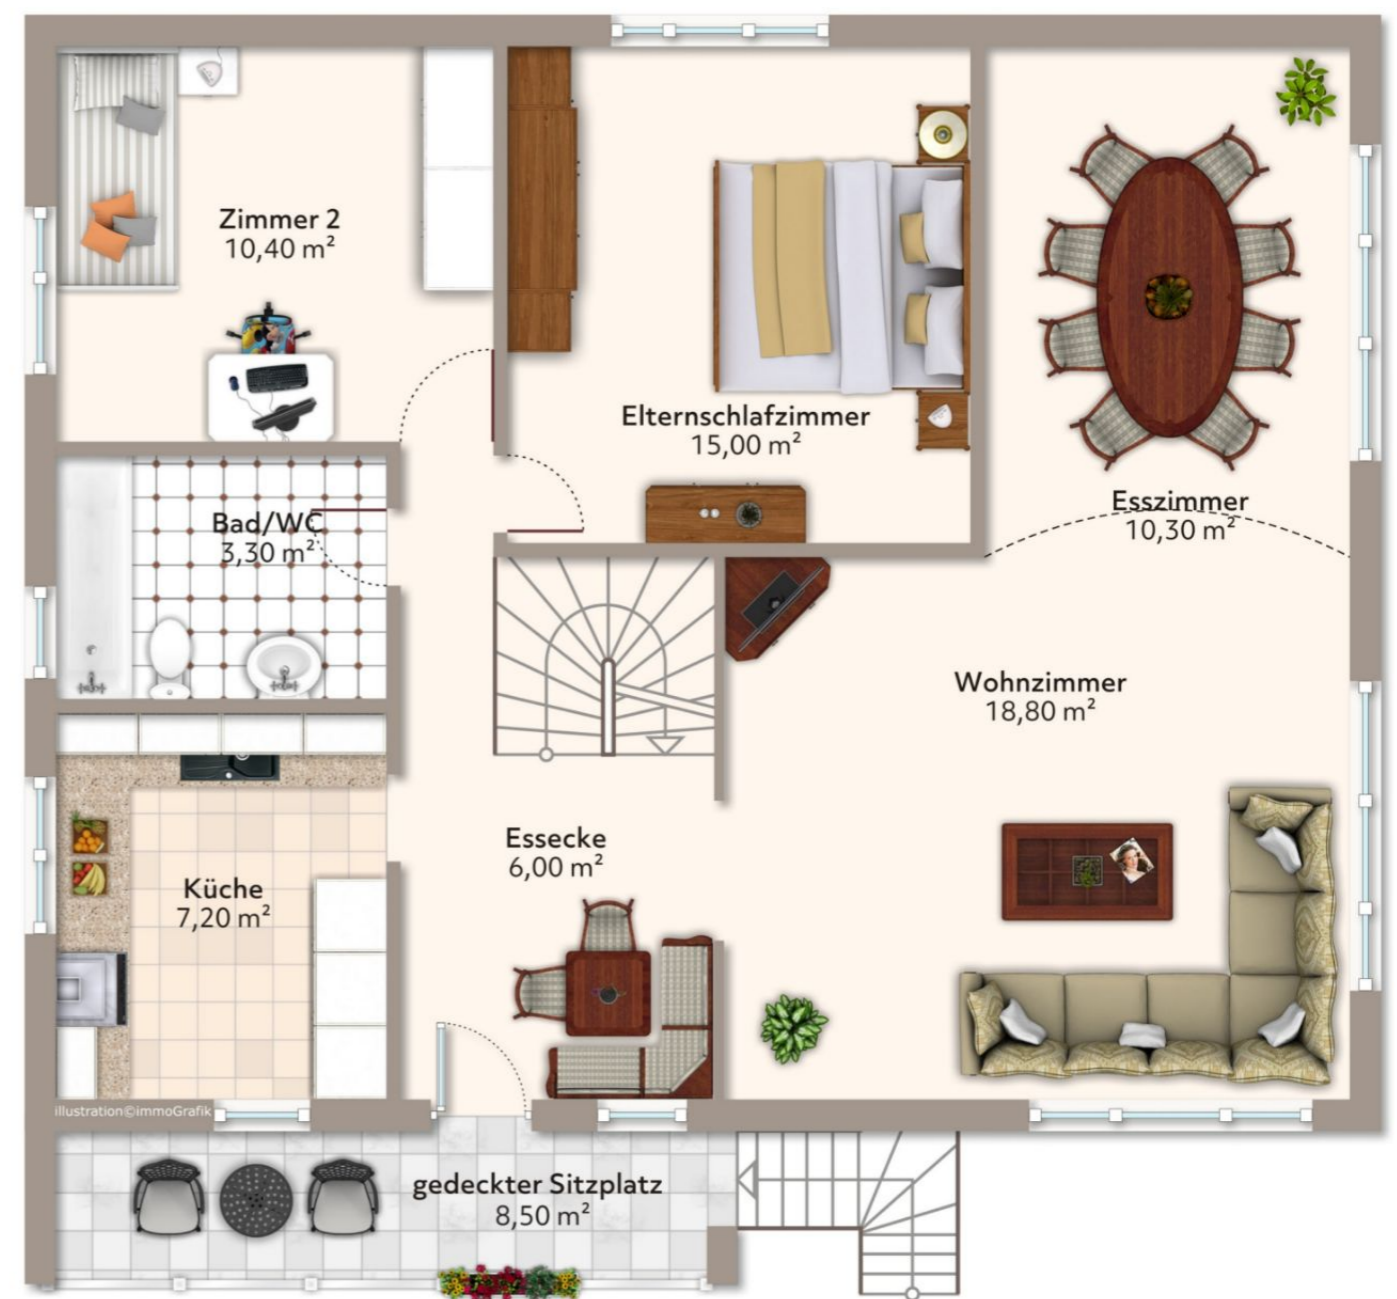 Zimmer 2
10,40 m²
Elternschlafzimmer
15,00 m²
Esszimmer
10,30 m²
Bad/WC
3,30 m²
Wohnzimmer
18,80 m²
Essecke
6,00 m²
Küche
7,20 m²
illustration©immoGrafik
gedeckter Sitzplatz
8,50 m²